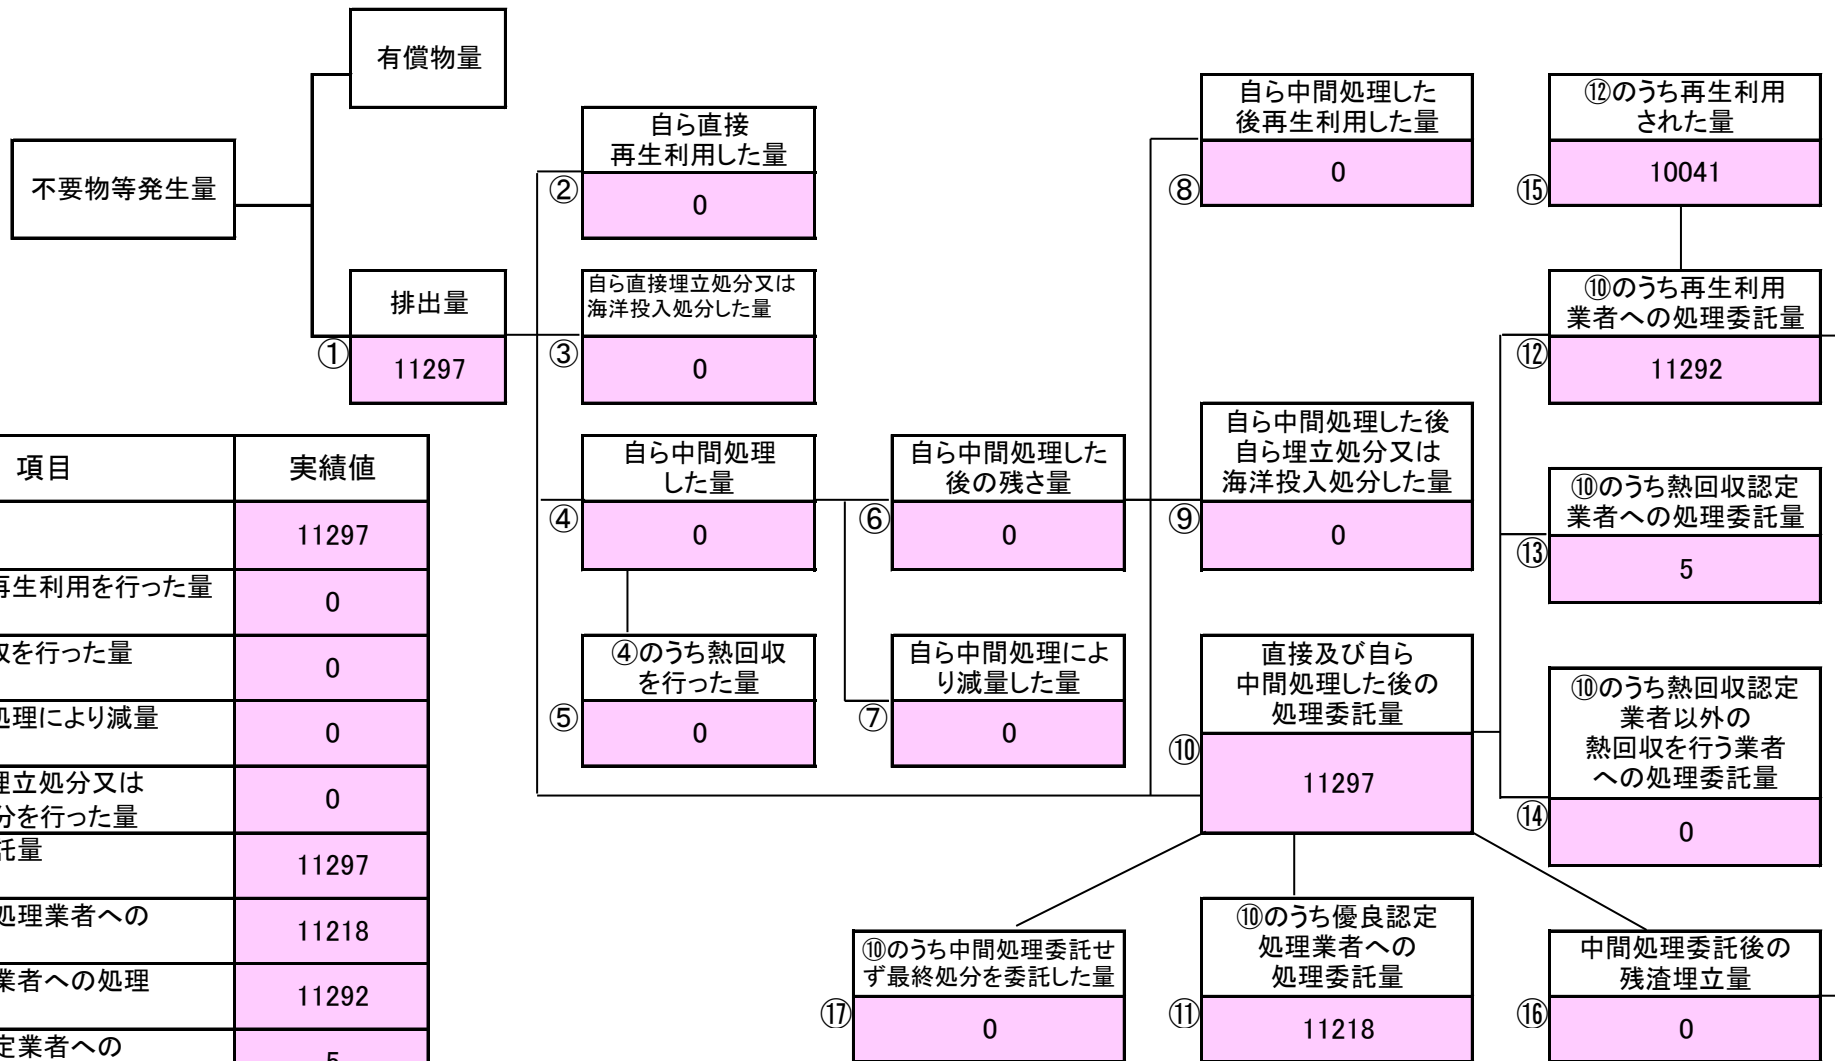 有償物量
不要物等発生量
排出量
①
11297
自ら直接
再生利用した量
②
0
自ら直接埋立処分又は
海洋投入処分した量
③
0
自ら中間処理
した量
④
0
④のうち熱回収
を行った量
⑤
0
自ら中間処理した
後の残さ量
⑥
0
自ら中間処理によ
り減量した量
⑦
0
自ら中間処理した
後再生利用した量
⑧
0
自ら中間処理した後
自ら埋立処分又は
海洋投入処分した量
⑨
0
直接及び自ら
中間処理した後の
処理委託量
⑩
11297
⑫のうち再生利用
された量
⑮
10041
⑩のうち再生利用
業者への処理委託量
⑫
11292
⑩のうち熱回収認定
業者への処理委託量
⑬
5
⑩のうち熱回収認定
業者以外の
熱回収を行う業者
への処理委託量
⑭
0
⑩のうち中間処理委託せ
ず最終処分を委託した量
⑰
0
⑩のうち優良認定
処理業者への
処理委託量
⑪
11218
中間処理委託後の
残渣埋立量
⑯
0
項目 実績値
11297
再生利用を行った量
0
収を行った量
0
処理により減量
0
埋立処分又は
分を行った量
0
託量
11297
処理業者への
11218
業者への処理
11292
定業者への
5